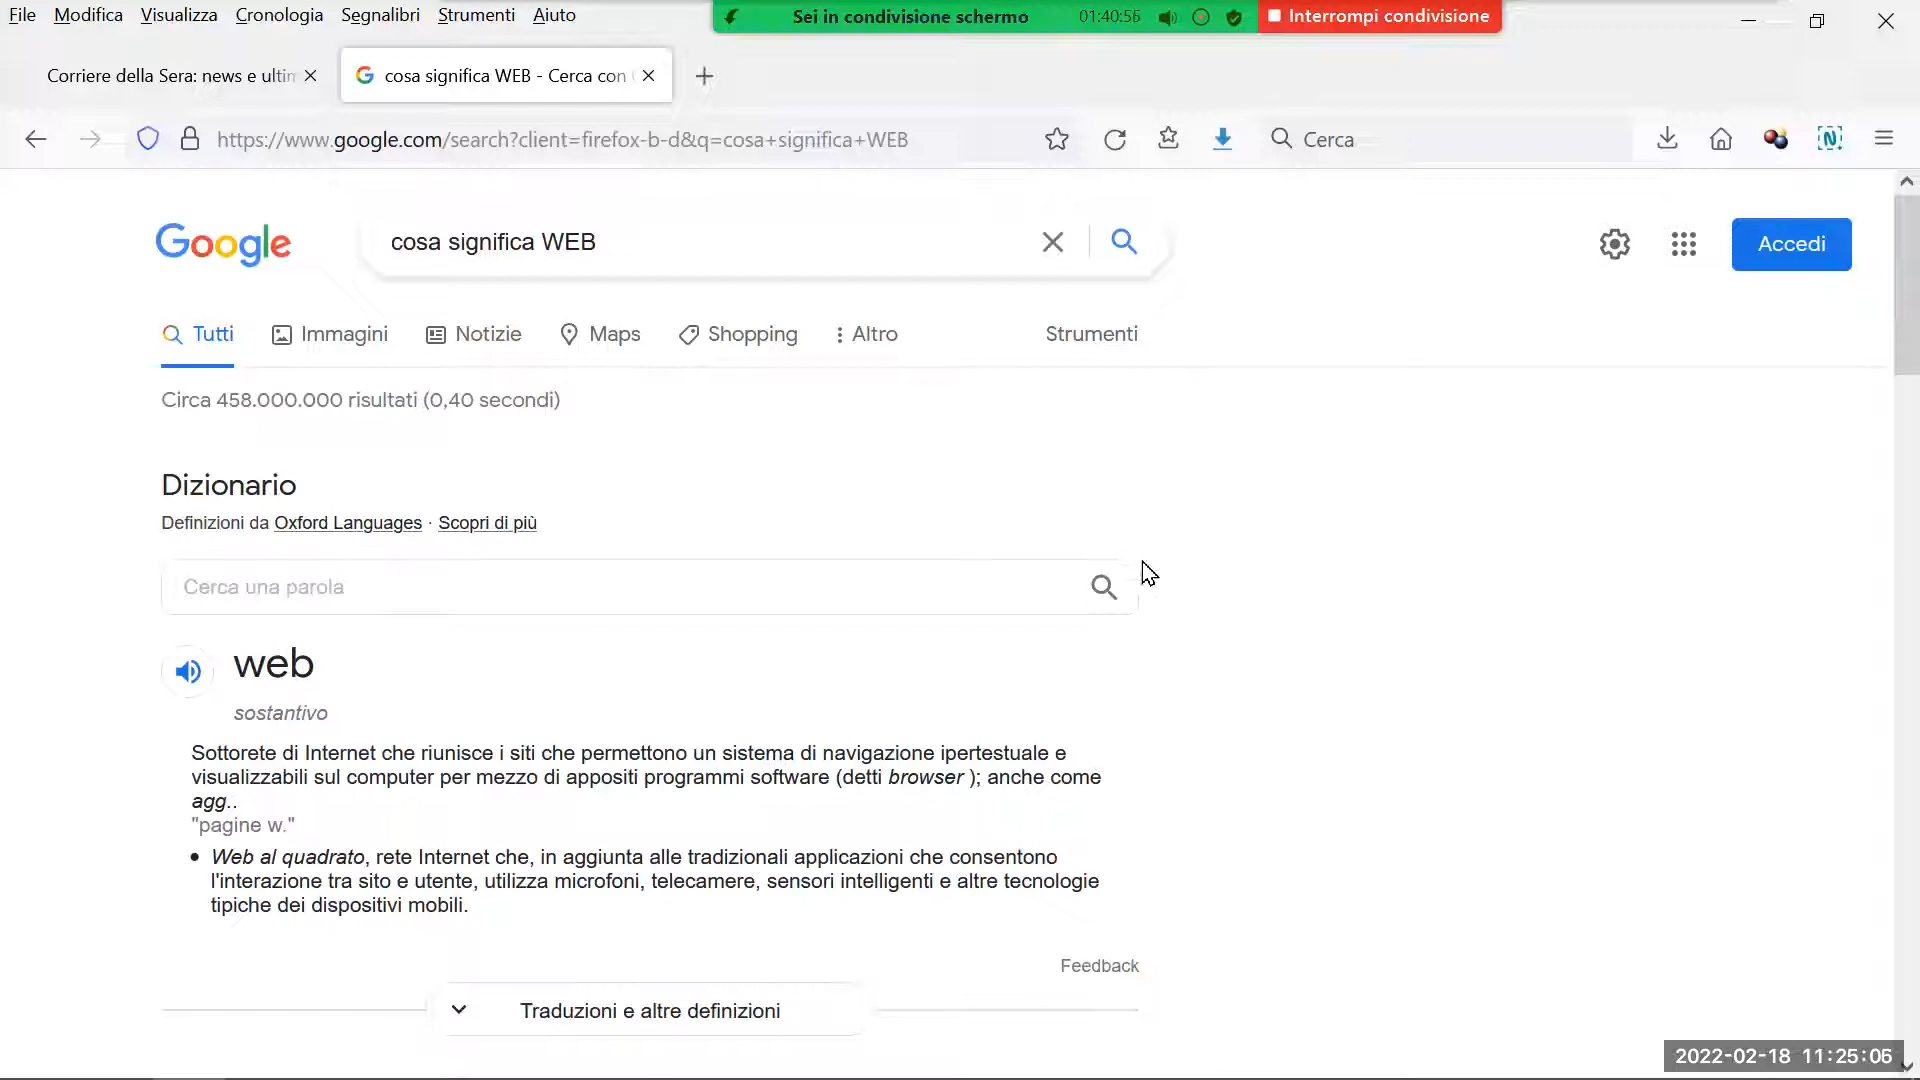 File Modifica Visualizza Cronologia Segnalibri Strumenti Aiuto
Sei in condivisione schermo 01:40:55 Interrompi condivisione
Corriere della Sera: news e ultim
cosa significa WEB - Cerca con
https://www.google.com/search?client=firefox-b-d&q=cosa+significa+WEB
Cerca
Google
cosa significa WEB
Accedi
Tutti Immagini Notizie Maps Shopping Altro Strumenti
Circa 458.000.000 risultati (0,40 secondi)
Dizionario
Definizioni da Oxford Languages · Scopri di più
Cerca una parola
web
sostantivo
Sottorete di Internet che riunisce i siti che permettono un sistema di navigazione ipertestuale e
visualizzabili sul computer per mezzo di appositi programmi software (detti browser ); anche come
agg..
"pagine w."
• Web al quadrato, rete Internet che, in aggiunta alle tradizionali applicazioni che consentono
l'interazione tra sito e utente, utilizza microfoni, telecamere, sensori intelligenti e altre tecnologie
tipiche dei dispositivi mobili.
Feedback
Traduzioni e altre definizioni
2022-02-18 11:25:06